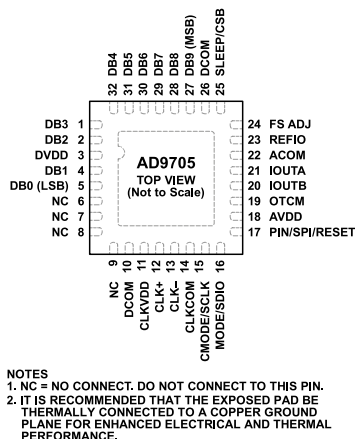 32 DB4
31 DB5
30 DB6
29 DB7
28 DB8
27 DB9 (MSB)
26 DCOM
25 SLEEP/CSB
DB3 1
DB2 2
DVDD 3
DB1 4
DB0 (LSB) 5
NC 6
NC 7
NC 8
AD9705
TOP VIEW
(Not to Scale)
24 FS ADJ
23 REFIO
22 ACOM
21 IOUTA
20 IOUTB
19 OTCM
18 AVDD
17 PIN/SPI/RESET
NC 9
DCOM 10
CLKVDD 11
CLK+ 12
CLK– 13
CLKCOM 14
CMODE/SCLK 15
MODE/SDIO 16
NOTES
1. NC = NO CONNECT. DO NOT CONNECT TO THIS PIN.
2. IT IS RECOMMENDED THAT THE EXPOSED PAD BE
THERMALLY CONNECTED TO A COPPER GROUND
PLANE FOR ENHANCED ELECTRICAL AND THERMAL
PERFORMANCE.